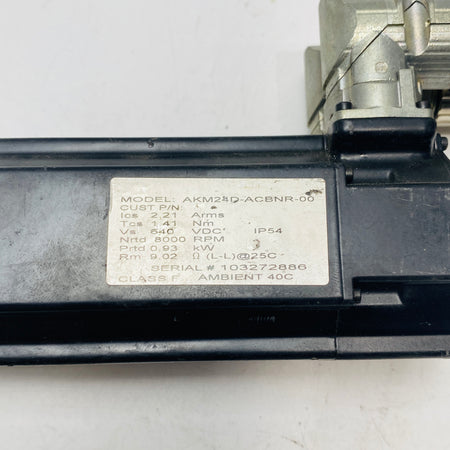 MODEL: AKM24D-ACBNR-00
CUST P/N:
Ics 2.21 Arms
Tcs 1.41 Nm
Vs 640 VDC IP54
Nrtd 8000 RPM
Prtd 0.93 kW
Rm 9.02 Ω (L-L)@25C
SERIAL # 103272886
CLASS F AMBIENT 40C